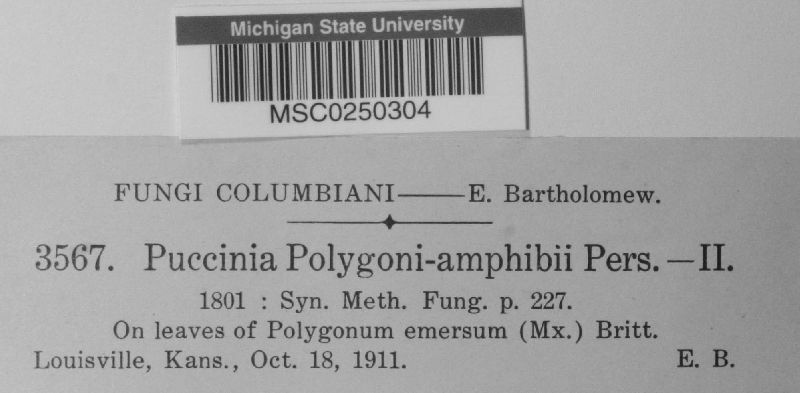 Michigan State University
MSC0250304
FUNGI COLUMBIANI——E. Bartholomew.
3567. Puccinia Polygoni-amphibii Pers.—II.
1801 : Syn. Meth. Fung. p. 227.
On leaves of Polygonum emersum (Mx.) Britt.
Louisville, Kans., Oct. 18, 1911. E. B.